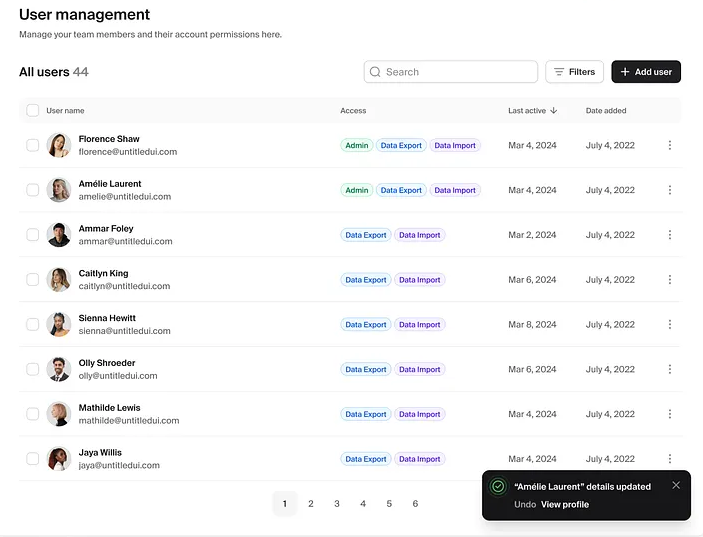 User management
Manage your team members and their account permissions here.
All users 44
Search
Filters
Add user
User name Access Last active Date added
Florence Shaw
florence@untitledui.com
Admin Data Export Data Import Mar 4, 2024 July 4, 2022
Amélie Laurent
amelie@untitledui.com
Admin Data Export Data Import Mar 4, 2024 July 4, 2022
Ammar Foley
ammar@untitledui.com
Data Export Data Import Mar 2, 2024 July 4, 2022
Caitlyn King
caitlyn@untitledui.com
Data Export Data Import Mar 6, 2024 July 4, 2022
Sienna Hewitt
sienna@untitledui.com
Data Export Data Import Mar 8, 2024 July 4, 2022
Olly Shroeder
olly@untitledui.com
Data Export Data Import Mar 6, 2024 July 4, 2022
Mathilde Lewis
mathilde@untitledui.com
Data Export Data Import Mar 4, 2024 July 4, 2022
Jaya Willis
jaya@untitledui.com
Data Export Data Import Mar 4, 2024 July 4, 2022
1 2 3 4 5 6
“Amélie Laurent” details updated
Undo View profile